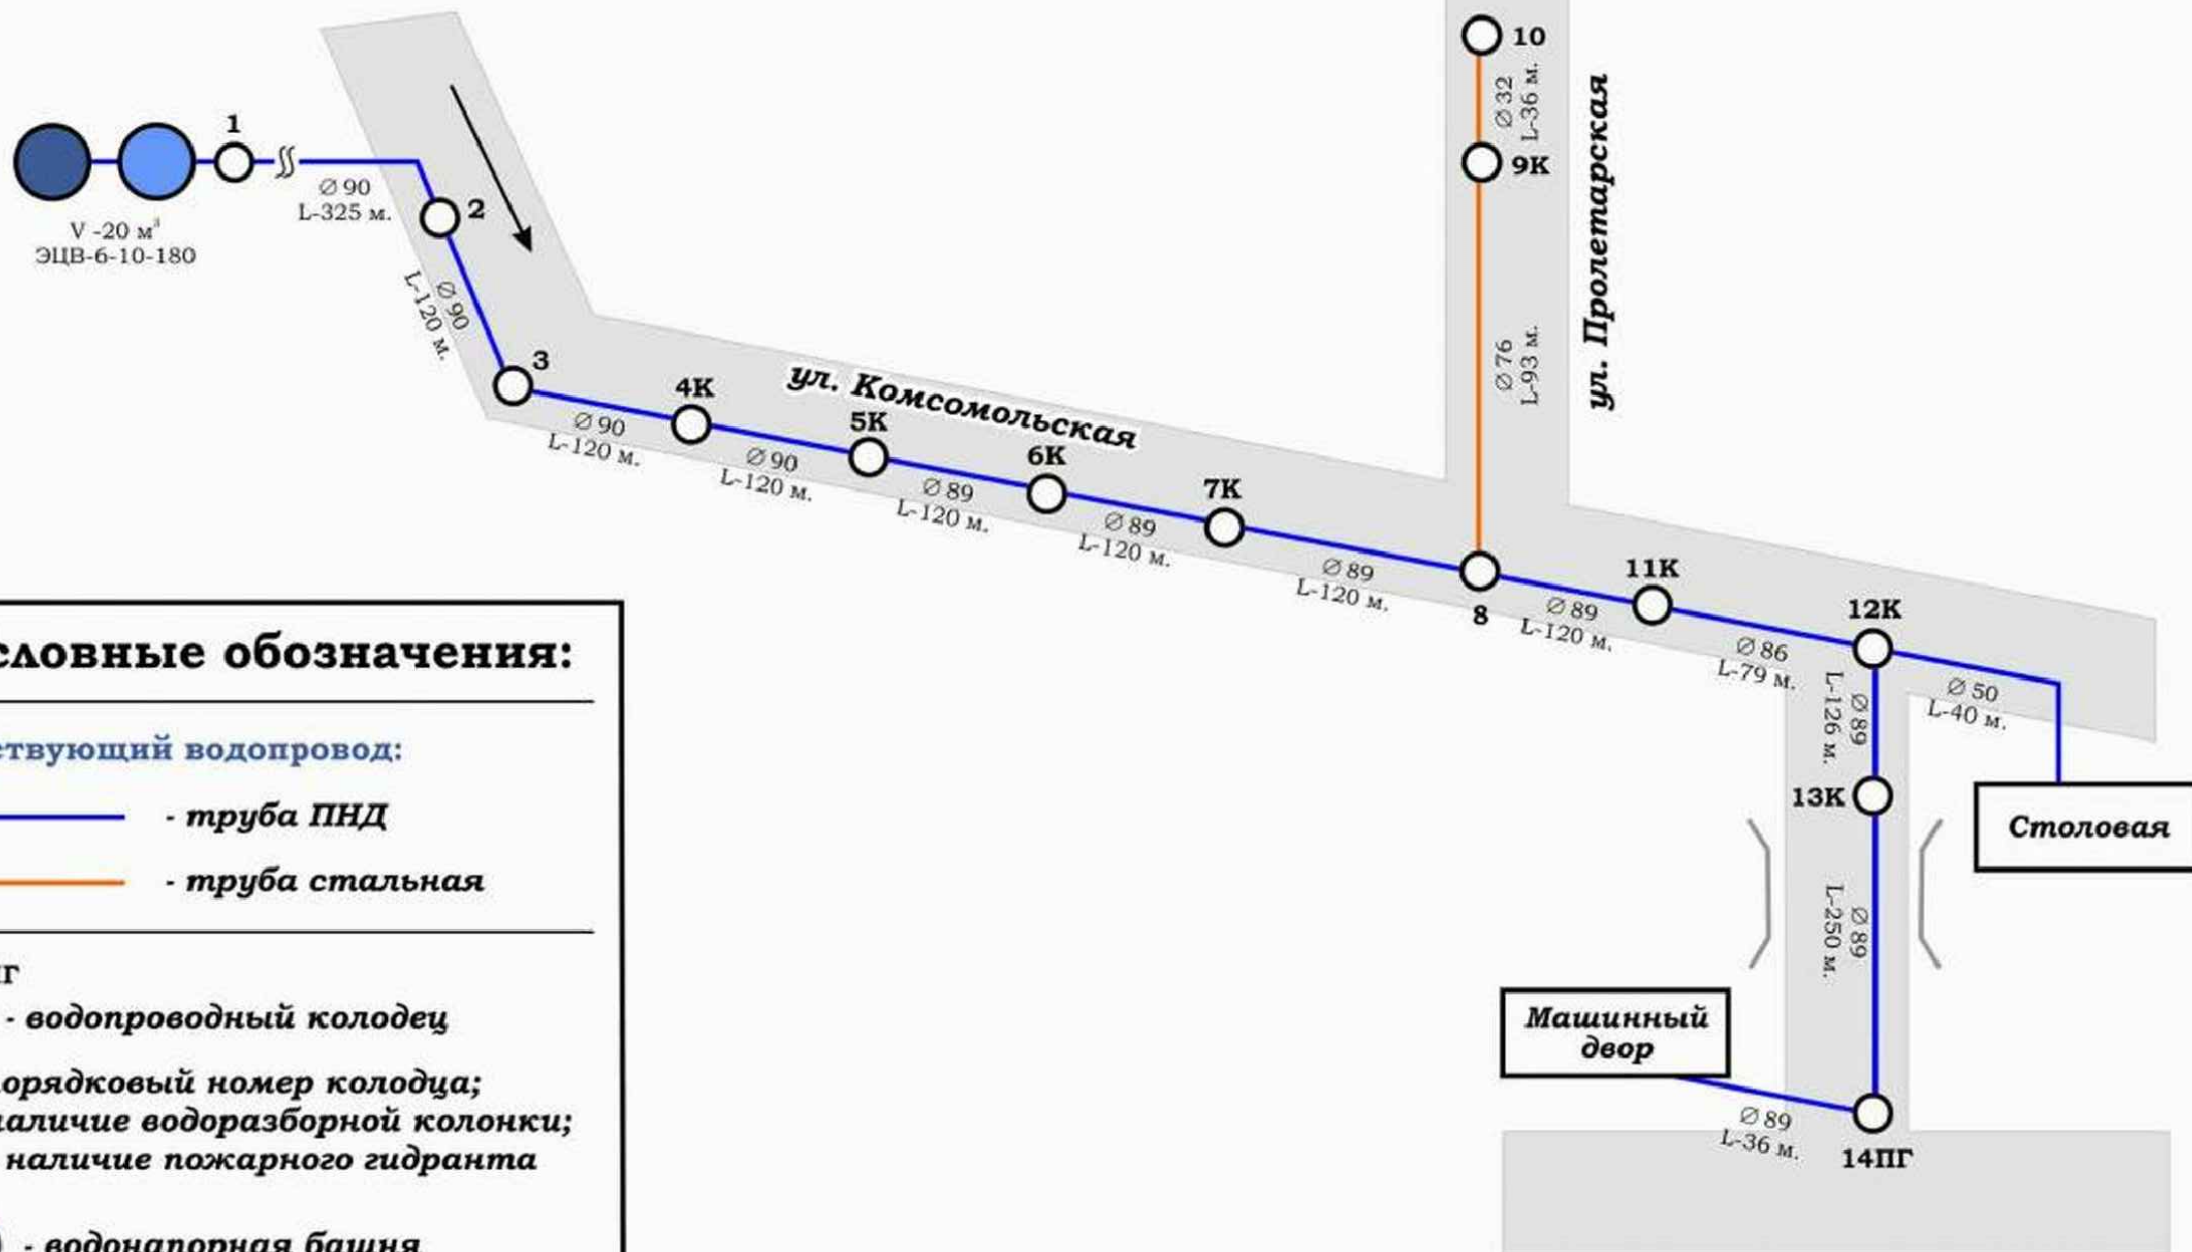 1
Ø 90
L-325 м.
V -20 м³
ЭЦВ-6-10-180
2
Ø 90
L-120 м.
3
Ø 90
L-120 м.
4К
Ø 90
L-120 м.
5К
ул. Комсомольская
Ø 89
L-120 м.
6К
Ø 89
L-120 м.
7К
Ø 89
L-120 м.
8
10
Ø 32
L-36 м.
9К
Ø 76
L-93 м.
ул. Пролетарская
Ø 89
L-120 м.
11К
Ø 86
L-79 м.
12К
Ø 50
L-40 м.
Столовая
Ø 89
L-126 м.
13К
Ø 89
L-250 м.
Машинный
двор
Ø 89
L-36 м.
14ПГ
словные обозначения:
ствующий водопровод:
- труба ПНД
- труба стальная
- водопроводный колодец
орядковый номер колодца;
наличие водоразборной колонки;
наличие пожарного гидранта
- водонапорная башня